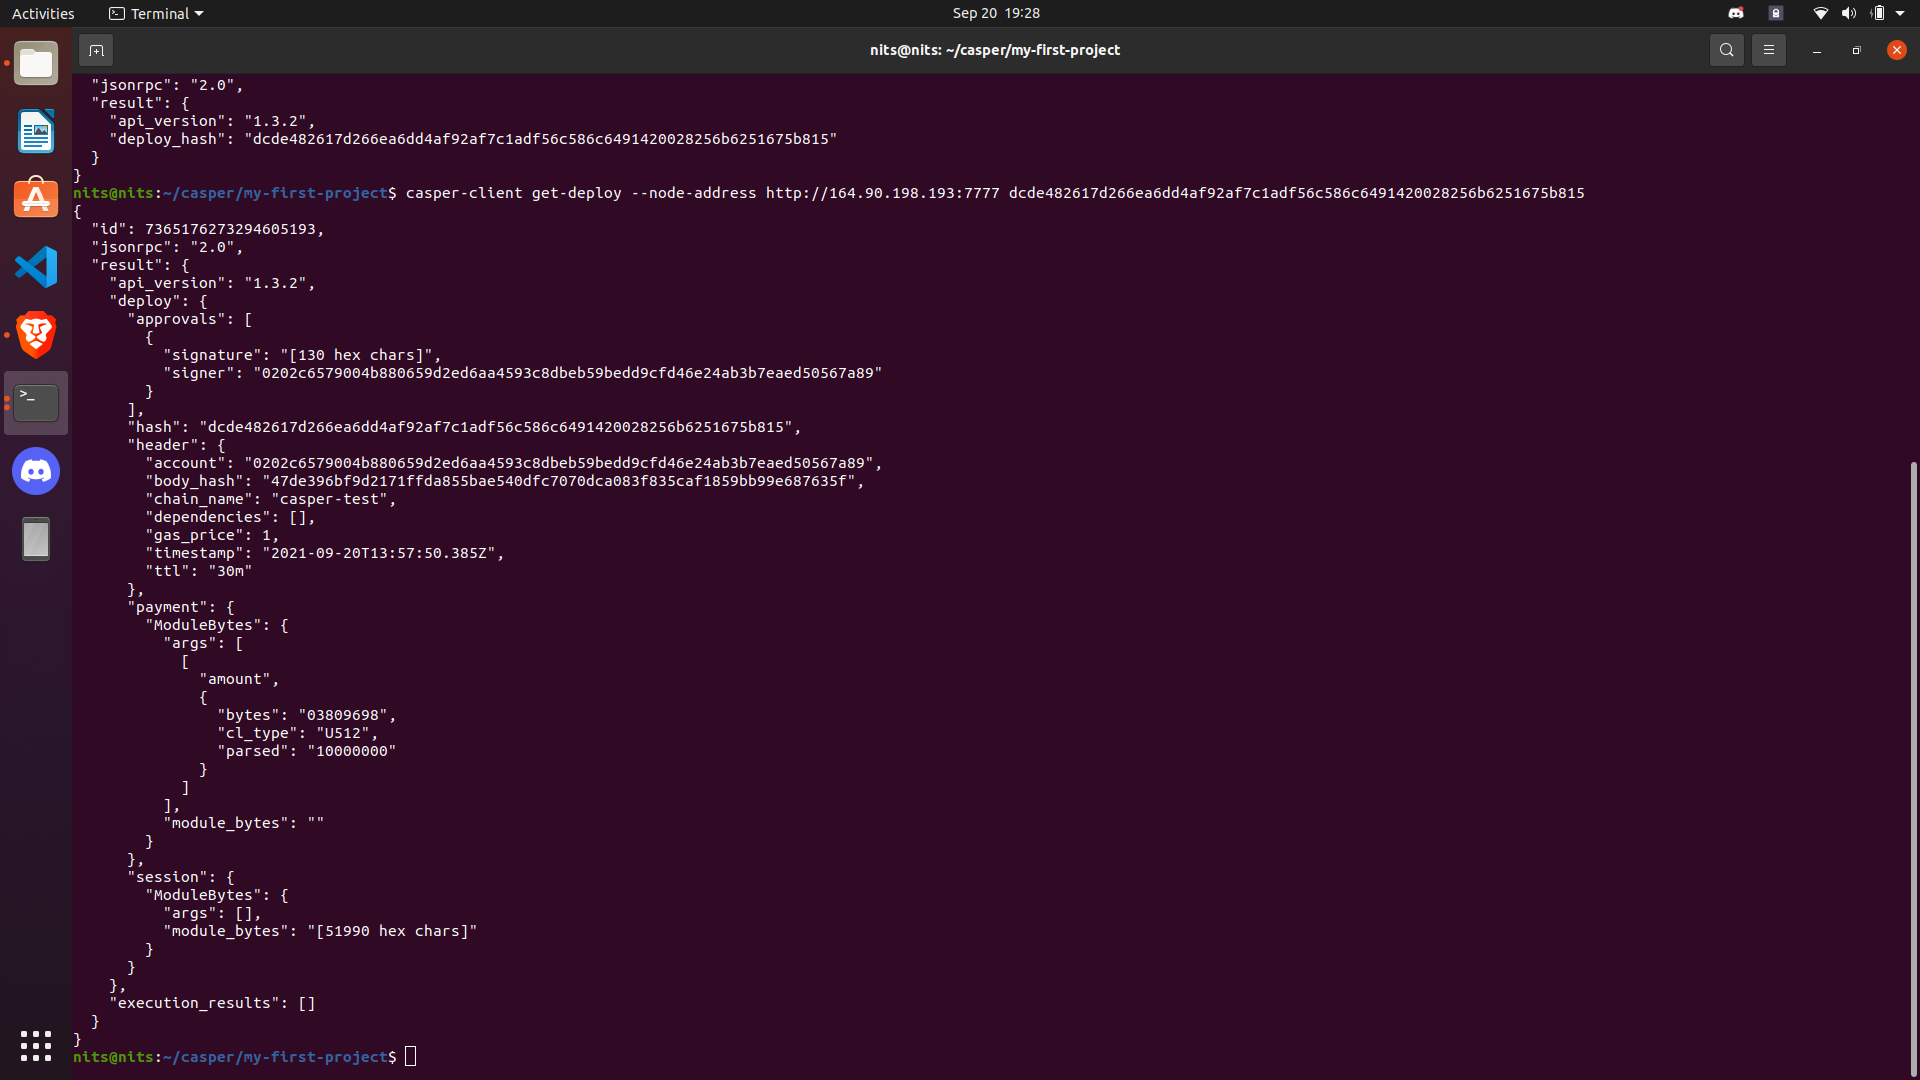 Activities
Terminal
Sep 20 19:28
nits@nits: ~/casper/my-first-project
"jsonrpc": "2.0",
"result": {
"api_version": "1.3.2",
"deploy_hash": "dcde482617d266ea6dd4af92af7c1adf56c586c6491420028256b6251675b815"
}
}
nits@nits:~/casper/my-first-project$ casper-client get-deploy --node-address http://164.90.198.193:7777 dcde482617d266ea6dd4af92af7c1adf56c586c6491420028256b6251675b815
{
"id": 7365176273294605193,
"jsonrpc": "2.0",
"result": {
"api_version": "1.3.2",
"deploy": {
"approvals": [
{
"signature": "[130 hex chars]",
"signer": "0202c6579004b880659d2ed6aa4593c8dbeb59bedd9cfd46e24ab3b7eaed50567a89"
}
],
"hash": "dcde482617d266ea6dd4af92af7c1adf56c586c6491420028256b6251675b815",
"header": {
"account": "0202c6579004b880659d2ed6aa4593c8dbeb59bedd9cfd46e24ab3b7eaed50567a89",
"body_hash": "47de396bf9d2171ffda855bae540dfc7070dca083f835caf1859bb99e687635f",
"chain_name": "casper-test",
"dependencies": [],
"gas_price": 1,
"timestamp": "2021-09-20T13:57:50.385Z",
"ttl": "30m"
},
"payment": {
"ModuleBytes": {
"args": [
[
"amount",
{
"bytes": "03809698",
"cl_type": "U512",
"parsed": "10000000"
}
]
],
"module_bytes": ""
}
},
"session": {
"ModuleBytes": {
"args": [],
"module_bytes": "[51990 hex chars]"
}
}
},
"execution_results": []
}
}
nits@nits:~/casper/my-first-project$